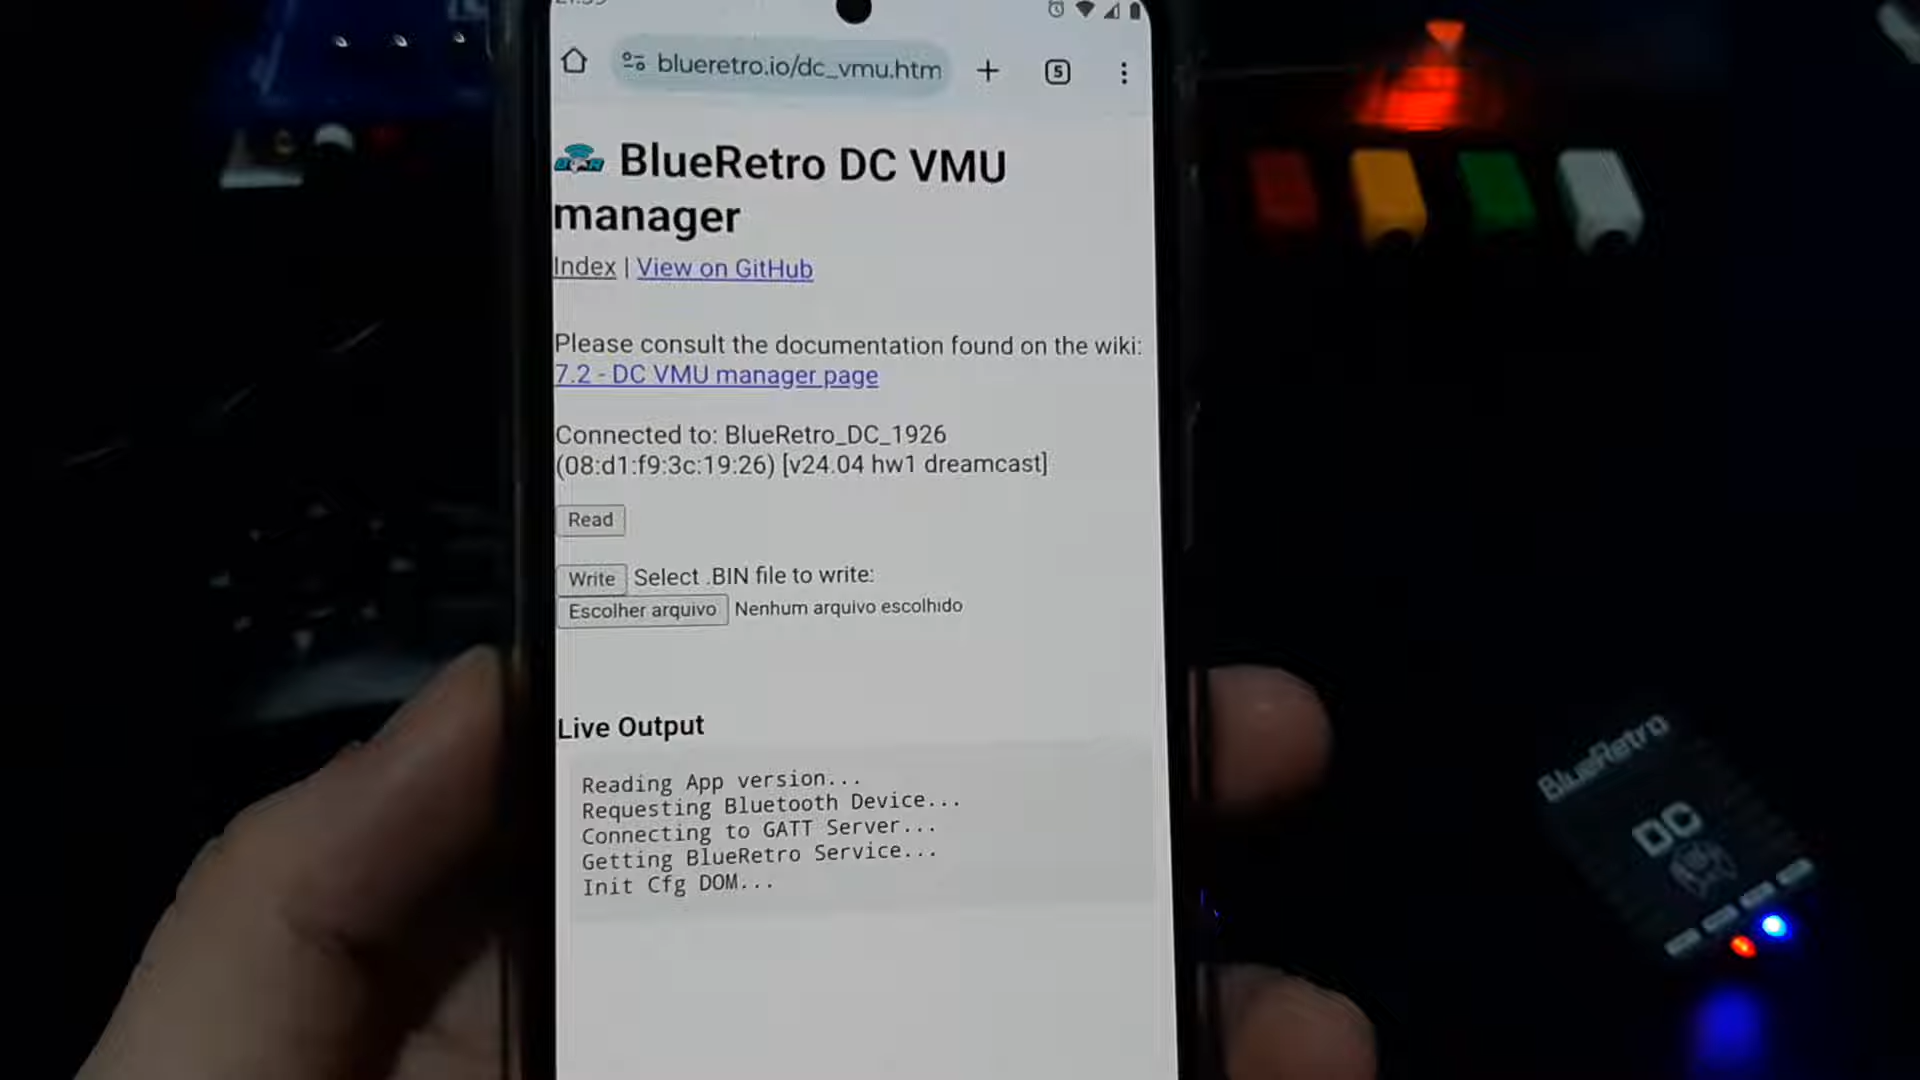 5
blueretro.io/dc_vmu.htm
BlueRetro DC VMU
manager
Index | View on GitHub
Please consult the documentation found on the wiki:
7.2 - DC VMU manager page
Connected to: BlueRetro_DC_1926
(08:d1:f9:3c:19:26) [v24.04 hw1 dreamcast]
Read
Write Select .BIN file to write:
Escolher arquivo Nenhum arquivo escolhido
Live Output
Reading App version...
Requesting Bluetooth Device...
Connecting to GATT Server...
Getting BlueRetro Service...
Init Cfg DOM...
BlueRetro
DC